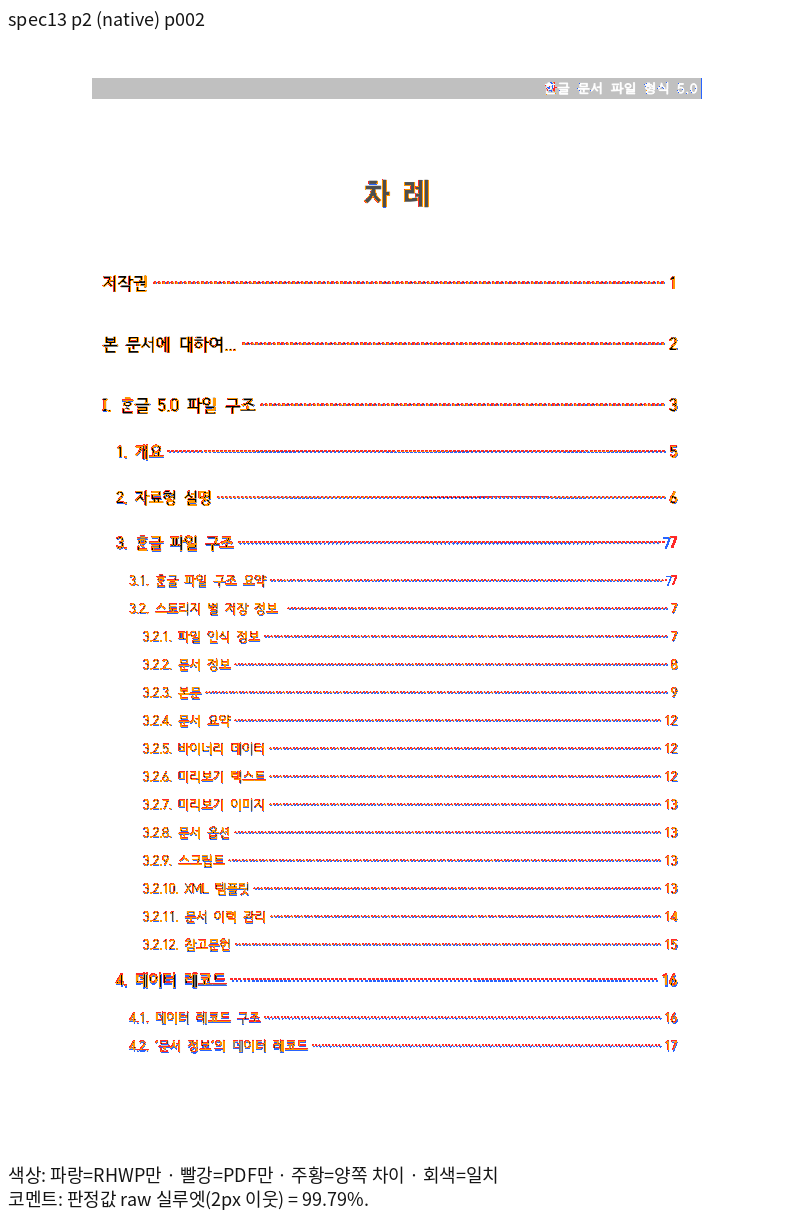 spec13 p2 (native) p002
한글 문서 파일 형식 5.0
차 례
저작권 1
본 문서에 대하여... 2
I. 한글 5.0 파일 구조 3
1. 개요 5
2. 자료형 설명 6
3. 한글 파일 구조 7
3.1. 한글 파일 구조 요약 7
3.2. 스토리지 별 저장 정보 7
3.2.1. 파일 인식 정보 7
3.2.2. 문서 정보 8
3.2.3. 본문 9
3.2.4. 문서 요약 12
3.2.5. 바이너리 데이터 12
3.2.6. 미리보기 텍스트 12
3.2.7. 미리보기 이미지 13
3.2.8. 문서 옵션 13
3.2.9. 스크립트 13
3.2.10. XML 템플릿 13
3.2.11. 문서 이력 관리 14
3.2.12. 참고문헌 15
4. 데이터 레코드 16
4.1. 데이터 레코드 구조 16
4.2. '문서 정보'의 데이터 레코드 17
색상: 파랑=RHWP만 · 빨강=PDF만 · 주황=양쪽 차이 · 회색=일치
코멘트: 판정값 raw 실루엣(2px 이웃) = 99.79%.